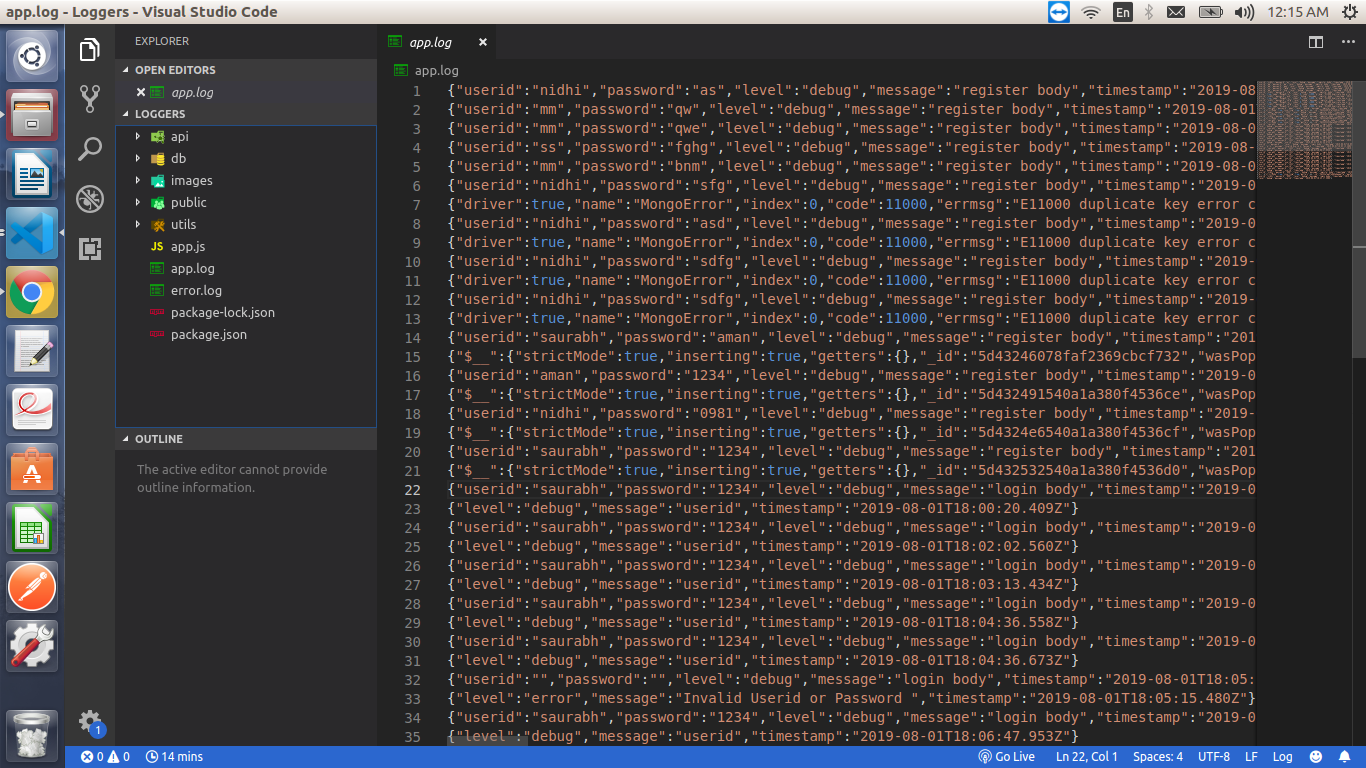 app.log - Loggers - Visual Studio Code
En
12:15 AM
EXPLORER
OPEN EDITORS
app.log
LOGGERS
api
db
images
public
utils
JS app.js
app.log
error.log
package-lock.json
package.json
OUTLINE
The active editor cannot provide
outline information.
1
app.log
app.log
1 {"userid":"nidhi","password":"as","level":"debug","message":"register body","timestamp":"2019-08
2 {"userid":"mm","password":"qw","level":"debug","message":"register body","timestamp":"2019-08-01
3 {"userid":"mm","password":"qwe","level":"debug","message":"register body","timestamp":"2019-08-0
4 {"userid":"ss","password":"fghg","level":"debug","message":"register body","timestamp":"2019-08-
5 {"userid":"mm","password":"bnm","level":"debug","message":"register body","timestamp":"2019-08-0
6 {"userid":"nidhi","password":"sfg","level":"debug","message":"register body","timestamp":"2019-0
7 {"driver":true,"name":"MongoError","index":0,"code":11000,"errmsg":"E11000 duplicate key error c
8 {"userid":"nidhi","password":"asd","level":"debug","message":"register body","timestamp":"2019-0
9 {"driver":true,"name":"MongoError","index":0,"code":11000,"errmsg":"E11000 duplicate key error c
10 {"userid":"nidhi","password":"sdfg","level":"debug","message":"register body","timestamp":"2019-
11 {"driver":true,"name":"MongoError","index":0,"code":11000,"errmsg":"E11000 duplicate key error c
12 {"userid":"nidhi","password":"sdfg","level":"debug","message":"register body","timestamp":"2019-
13 {"driver":true,"name":"MongoError","index":0,"code":11000,"errmsg":"E11000 duplicate key error c
14 {"userid":"saurabh","password":"aman","level":"debug","message":"register body","timestamp":"201
15 {"$__":{"strictMode":true,"inserting":true,"getters":{},"_id":"5d43246078faf2369cbcf732","wasPop
16 {"userid":"aman","password":"1234","level":"debug","message":"register body","timestamp":"2019-0
17 {"$__":{"strictMode":true,"inserting":true,"getters":{},"_id":"5d432491540a1a380f4536ce","wasPop
18 {"userid":"nidhi","password":"0981","level":"debug","message":"register body","timestamp":"2019-
19 {"$__":{"strictMode":true,"inserting":true,"getters":{},"_id":"5d4324e6540a1a380f4536cf","wasPop
20 {"userid":"saurabh","password":"1234","level":"debug","message":"register body","timestamp":"201
21 {"$__":{"strictMode":true,"inserting":true,"getters":{},"_id":"5d432532540a1a380f4536d0","wasPop
22 {"userid":"saurabh","password":"1234","level":"debug","message":"login body","timestamp":"2019-0
23 {"level":"debug","message":"userid","timestamp":"2019-08-01T18:00:20.409Z"}
24 {"userid":"saurabh","password":"1234","level":"debug","message":"login body","timestamp":"2019-0
25 {"level":"debug","message":"userid","timestamp":"2019-08-01T18:02:02.560Z"}
26 {"userid":"saurabh","password":"1234","level":"debug","message":"login body","timestamp":"2019-0
27 {"level":"debug","message":"userid","timestamp":"2019-08-01T18:03:13.434Z"}
28 {"userid":"saurabh","password":"1234","level":"debug","message":"login body","timestamp":"2019-0
29 {"level":"debug","message":"userid","timestamp":"2019-08-01T18:04:36.558Z"}
30 {"userid":"saurabh","password":"1234","level":"debug","message":"login body","timestamp":"2019-0
31 {"level":"debug","message":"userid","timestamp":"2019-08-01T18:04:36.673Z"}
32 {"userid":"","password":"","level":"debug","message":"login body","timestamp":"2019-08-01T18:05:
33 {"level":"error","message":"Invalid Userid or Password ","timestamp":"2019-08-01T18:05:15.480Z"}
34 {"userid":"saurabh","password":"1234","level":"debug","message":"login body","timestamp":"2019-0
35 {"level":"debug","message":"userid","timestamp":"2019-08-01T18:06:47.953Z"}
0 0 14 mins Go Live Ln 22, Col 1 Spaces: 4 UTF-8 LF Log